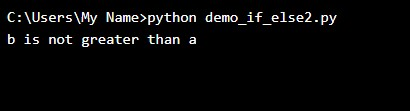 C:\Users\My Name>python demo_if_else2.py
b is not greater than a